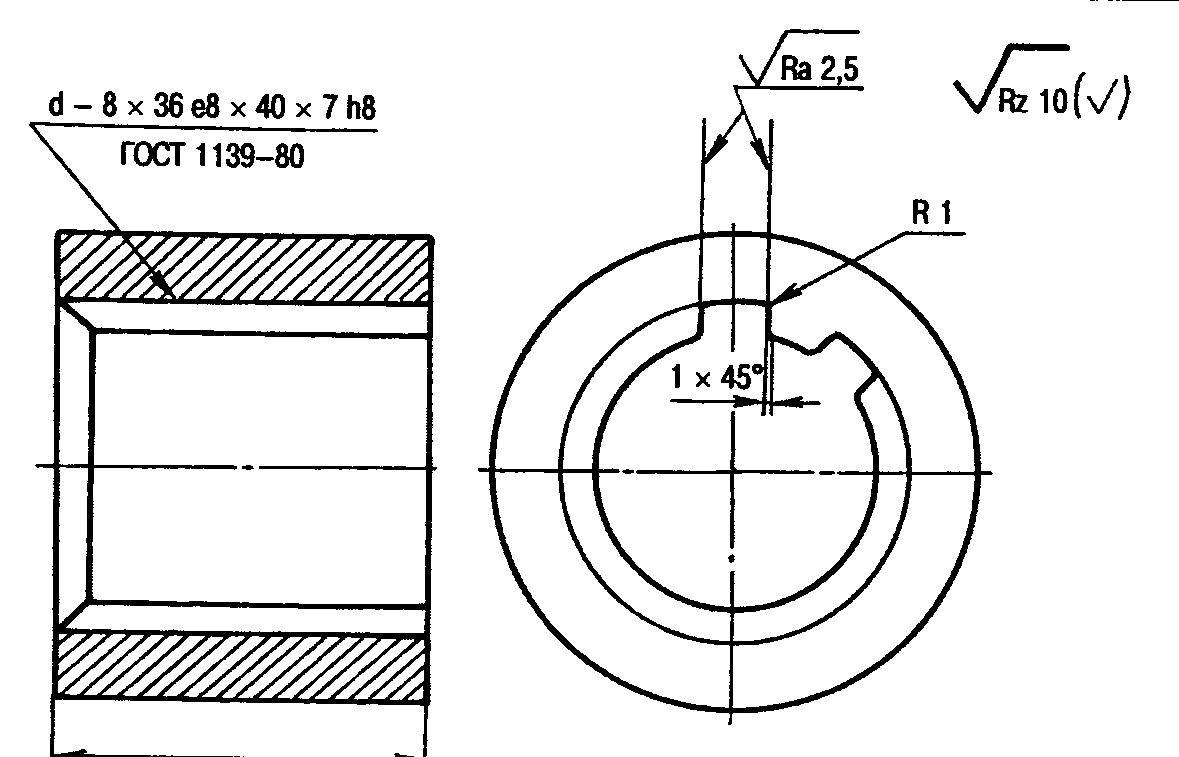 d – 8 × 36 e8 × 40 × 7 h8
ГОСТ 1139–80
Ra 2,5
Rz 10 (√)
R 1
1 × 45°